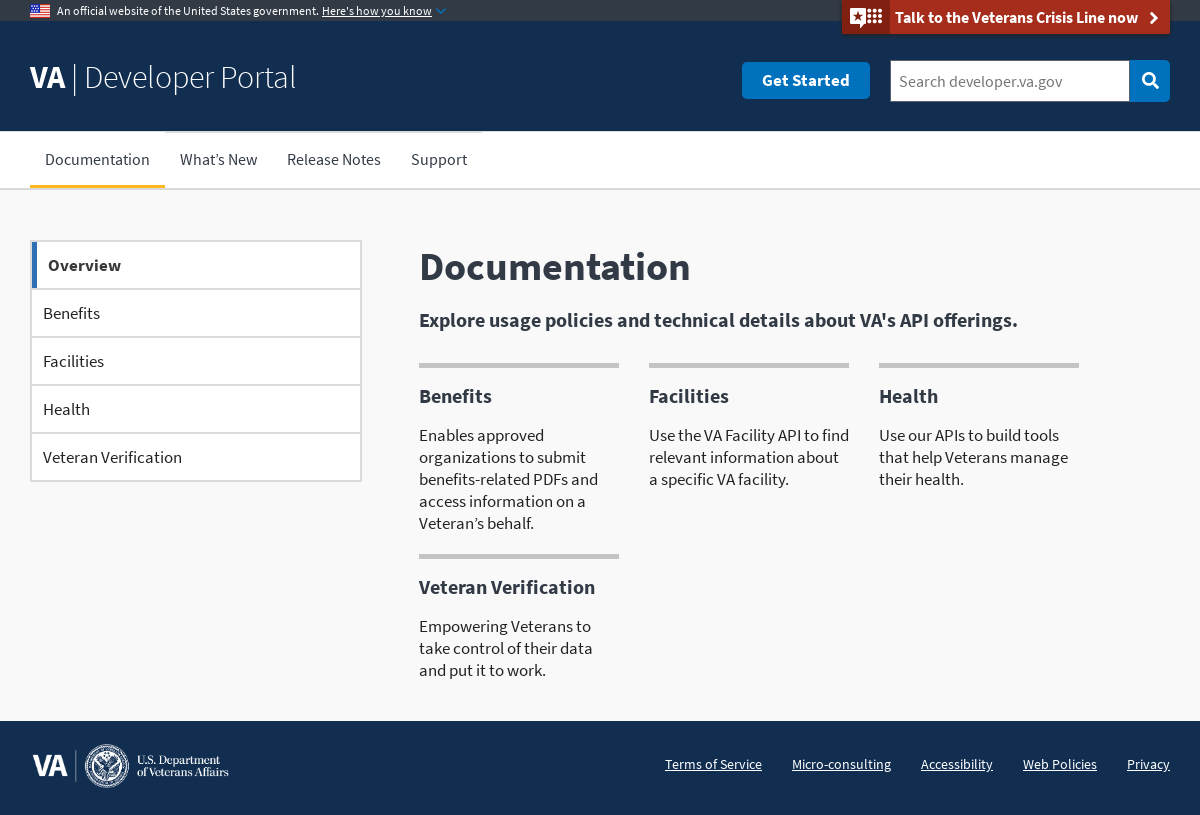 An official website of the United States government. Here's how you know
Talk to the Veterans Crisis Line now
VA | Developer Portal
Get Started
Search developer.va.gov
Documentation
What’s New
Release Notes
Support
Overview
Benefits
Facilities
Health
Veteran Verification
Documentation
Explore usage policies and technical details about VA's API offerings.
Benefits
Enables approved
organizations to submit
benefits-related PDFs and
access information on a
Veteran’s behalf.
Facilities
Use the VA Facility API to find
relevant information about
a specific VA facility.
Health
Use our APIs to build tools
that help Veterans manage
their health.
Veteran Verification
Empowering Veterans to
take control of their data
and put it to work.
VA
U.S. Department
of Veterans Affairs
Terms of Service
Micro-consulting
Accessibility
Web Policies
Privacy